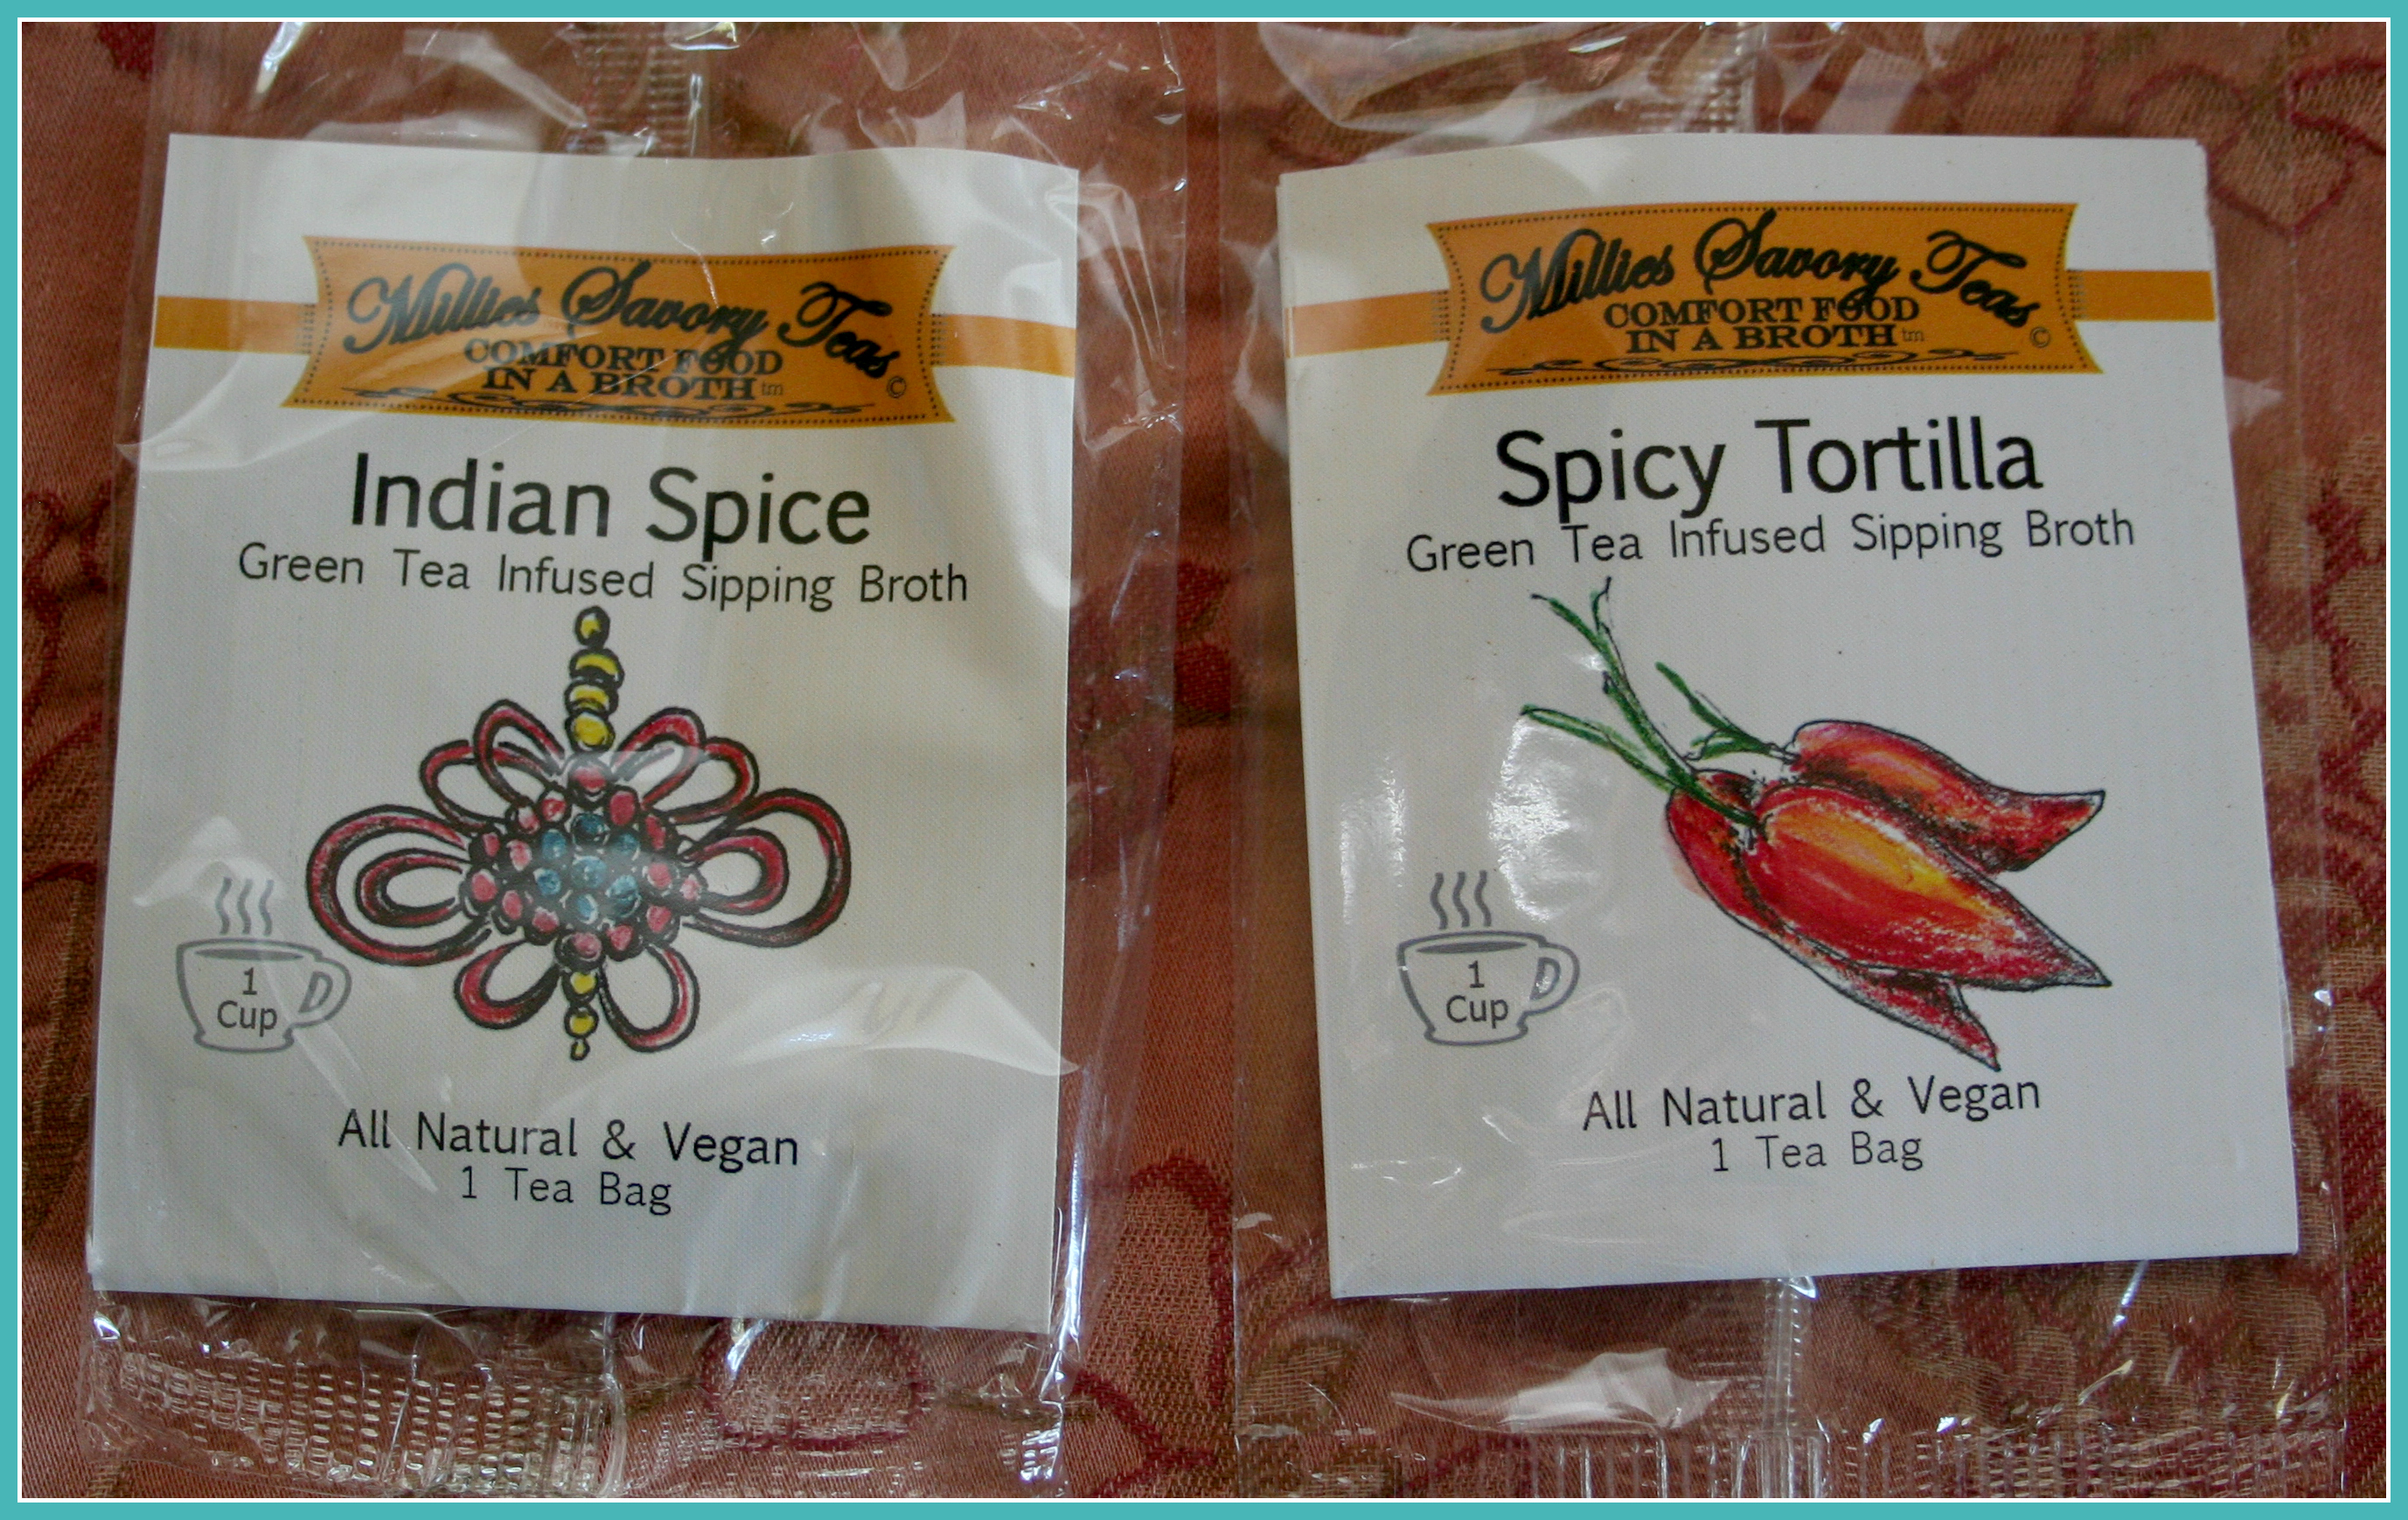 Millies Savory Teas ©
COMFORT FOOD
IN A BROTH tm
Indian Spice
Green Tea Infused Sipping Broth
1
Cup
All Natural & Vegan
1 Tea Bag
Millies Savory Teas ©
COMFORT FOOD
IN A BROTH tm
Spicy Tortilla
Green Tea Infused Sipping Broth
1
Cup
All Natural & Vegan
1 Tea Bag